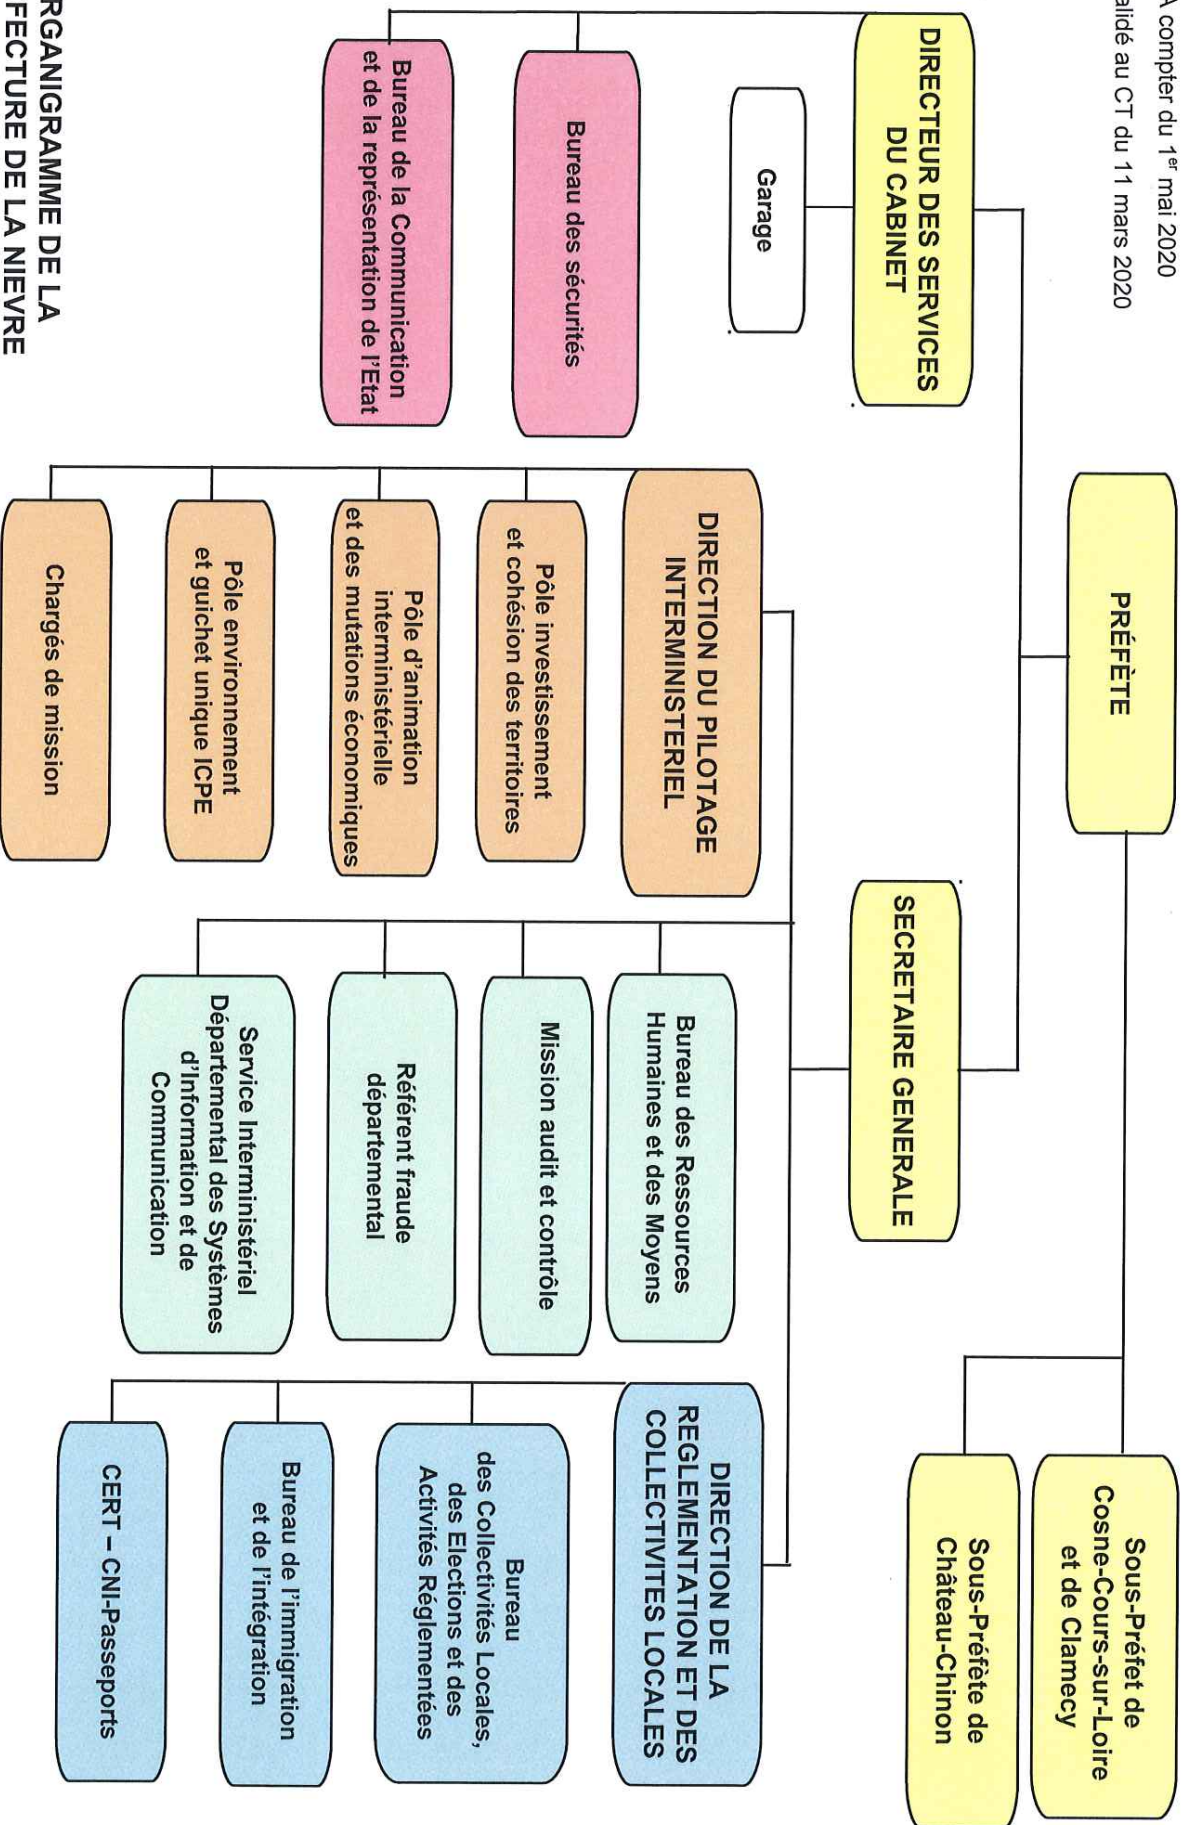 A compter du 1er mai 2020
alidé au CT du 11 mars 2020
PRÉFÈTE
Sous-Préfet de
Cosne-Cours-sur-Loire
et de Clamecy
Sous-Préfète de
Château-Chinon
DIRECTEUR DES SERVICES
DU CABINET
SECRETAIRE GENERALE
Garage
Bureau des sécurités
Bureau de la Communication
et de la représentation de l'Etat
DIRECTION DU PILOTAGE
INTERMINISTERIEL
Pôle investissement
et cohésion des territoires
Pôle d'animation
interministérielle
et des mutations économiques
Pôle environnement
et guichet unique ICPE
Chargés de mission
Bureau des Ressources
Humaines et des Moyens
Mission audit et contrôle
Référent fraude
départemental
Service Interministériel
Départemental des Systèmes
d'Information et de
Communication
DIRECTION DE LA
REGLEMENTATION ET DES
COLLECTIVITES LOCALES
Bureau
des Collectivités Locales,
des Elections et des
Activités Réglementées
Bureau de l'immigration
et de l'intégration
CERT – CNI-Passeports
RGANIGRAMME DE LA
FECTURE DE LA NIEVRE